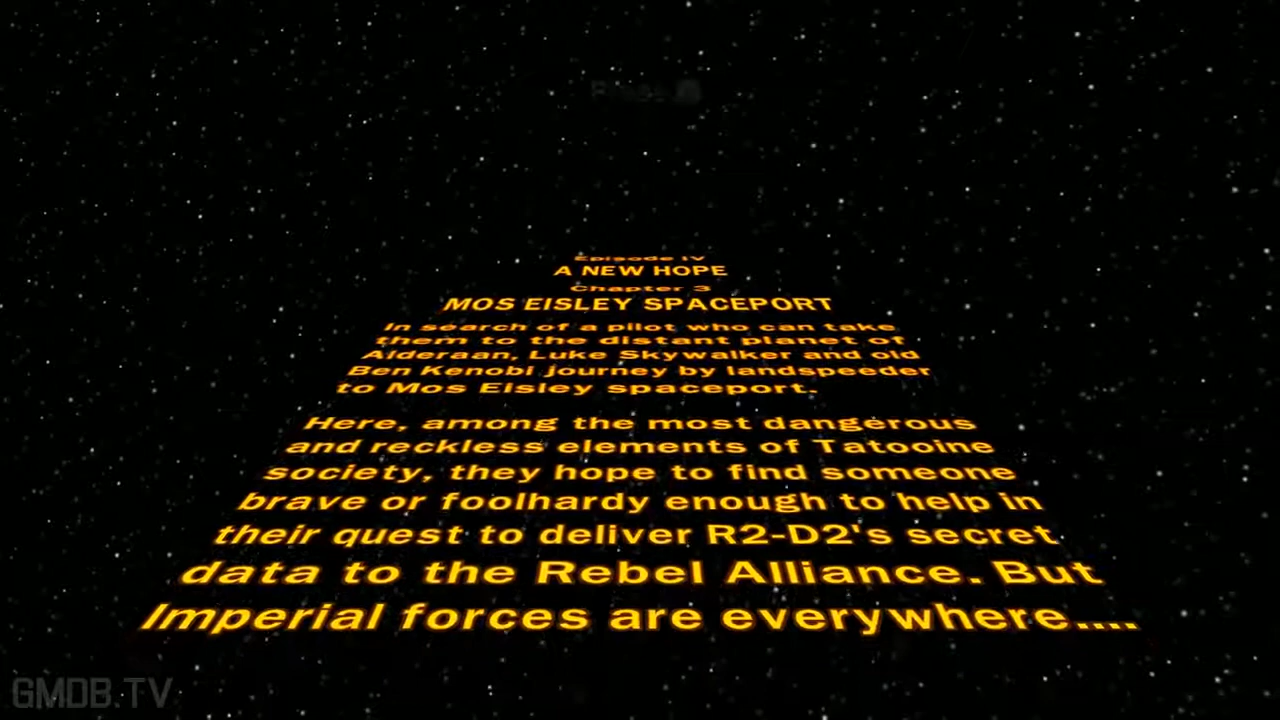 Episode IV
A NEW HOPE
Chapter 3
MOS EISLEY SPACEPORT
In search of a pilot who can take
them to the distant planet of
Alderaan, Luke Skywalker and old
Ben Kenobi journey by landspeeder
to Mos Eisley spaceport.
Here, among the most dangerous
and reckless elements of Tatooine
society, they hope to find someone
brave or foolhardy enough to help in
their quest to deliver R2-D2's secret
data to the Rebel Alliance. But
Imperial forces are everywhere....
GMDB.TV